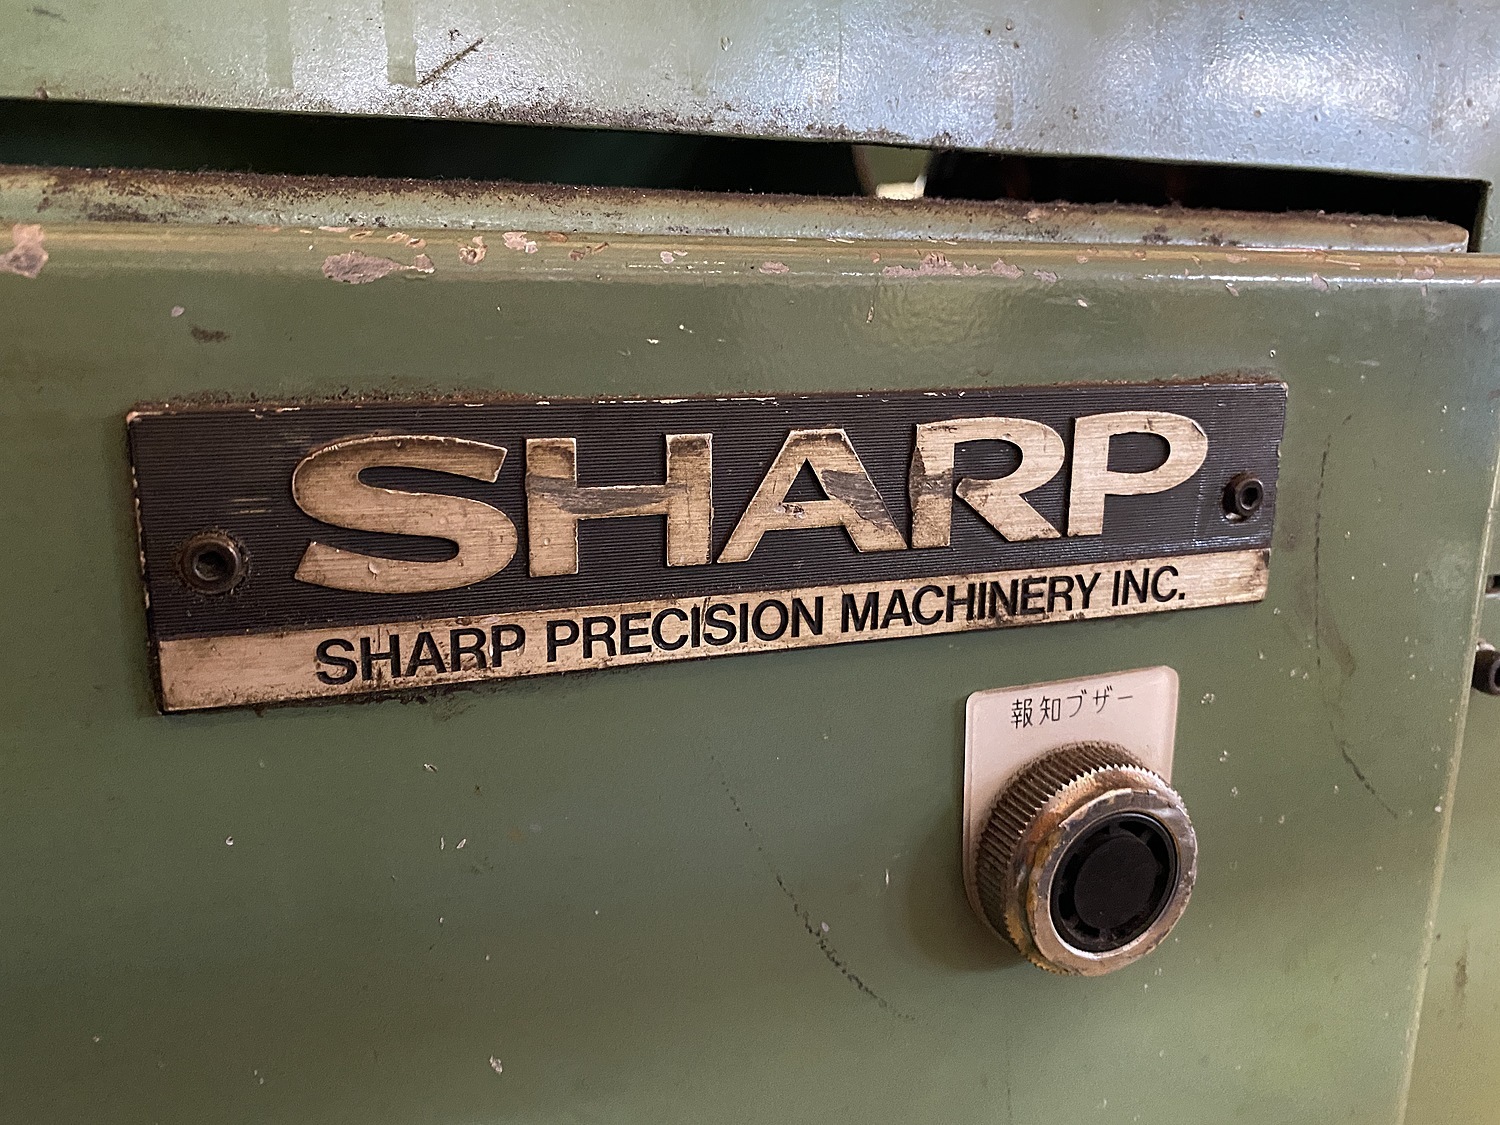 SHARP
SHARP PRECISION MACHINERY INC.
報知ブザー